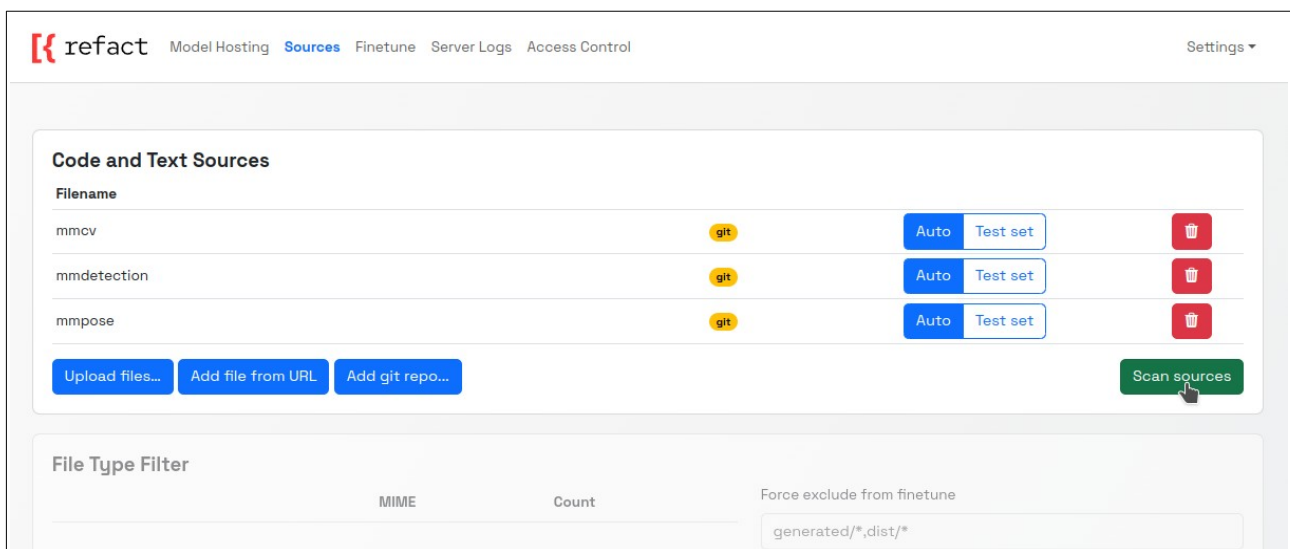 [{ refact Model Hosting Sources Finetune Server Logs Access Control Settings
Code and Text Sources
Filename
mmcv git Auto Test set
mmdetection git Auto Test set
mmpose git Auto Test set
Upload files... Add file from URL Add git repo... Scan sources
File Type Filter
MIME Count Force exclude from finetune
generated/*,dist/*